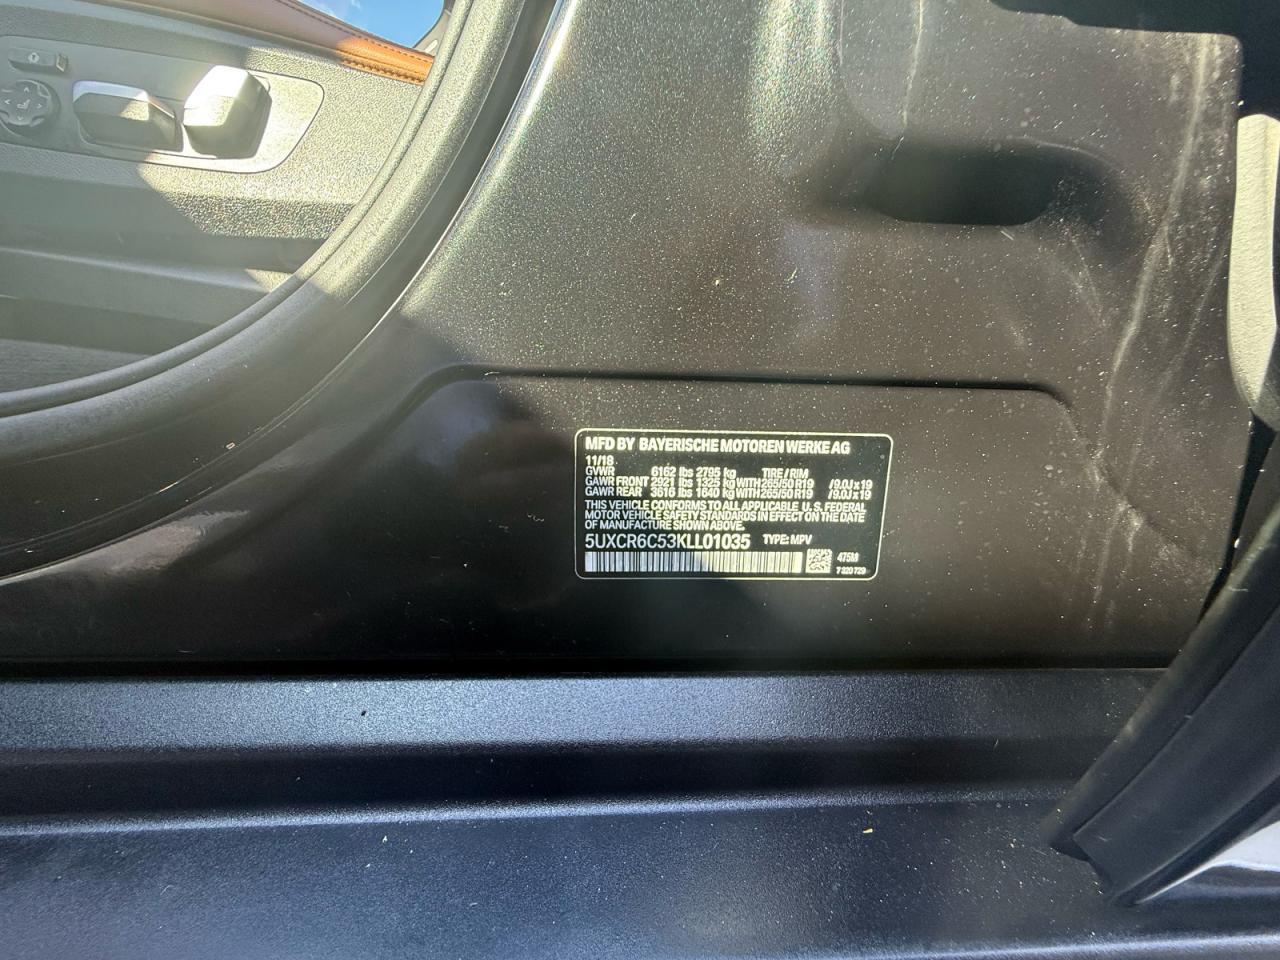 MFD BY BAYERISCHE MOTOREN WERKE AG
11/18
GVWR 6162 lbs 2795 kg TIRE / RIM
GAWR FRONT 2921 lbs 1325 kg WITH 265/50 R19 /9.0J x 19
GAWR REAR 3616 lbs 1640 kg WITH 265/50 R19 /9.0J x 19
THIS VEHICLE CONFORMS TO ALL APPLICABLE U. S. FEDERAL
MOTOR VEHICLE SAFETY STANDARDS IN EFFECT ON THE DATE
OF MANUFACTURE SHOWN ABOVE.
5UXCR6C53KLL01035 TYPE: MPV
475M
7 320 729